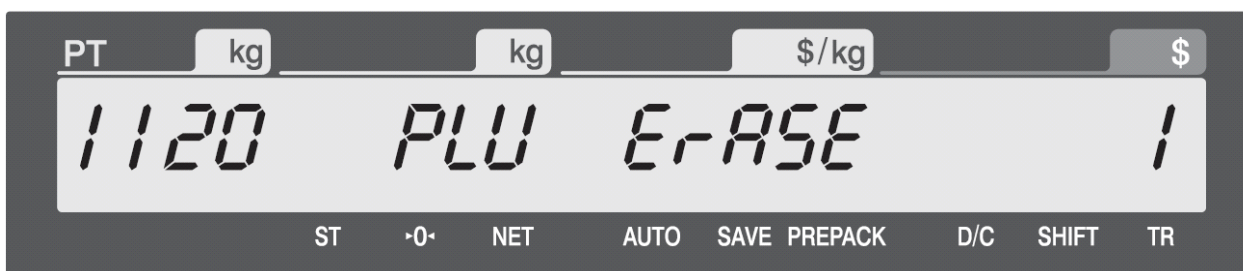 PT kg kg $/kg $
1120 PLU ErASE 1
ST ►0◄ NET AUTO SAVE PREPACK D/C SHIFT TR